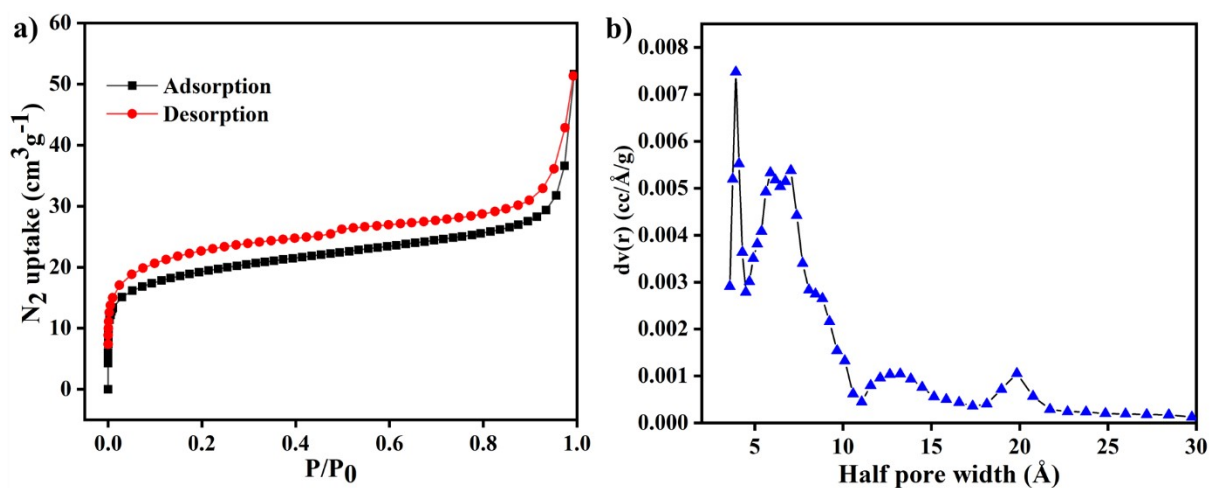 a)
60
50
40
30
20
10
0
N2 uptake (cm3g-1)
Adsorption
Desorption
0.0 0.2 0.4 0.6 0.8 1.0
P/P0
b)
0.008
0.007
0.006
0.005
0.004
0.003
0.002
0.001
0.000
dv(r) (cc/Å/g)
5 10 15 20 25 30
Half pore width (Å)